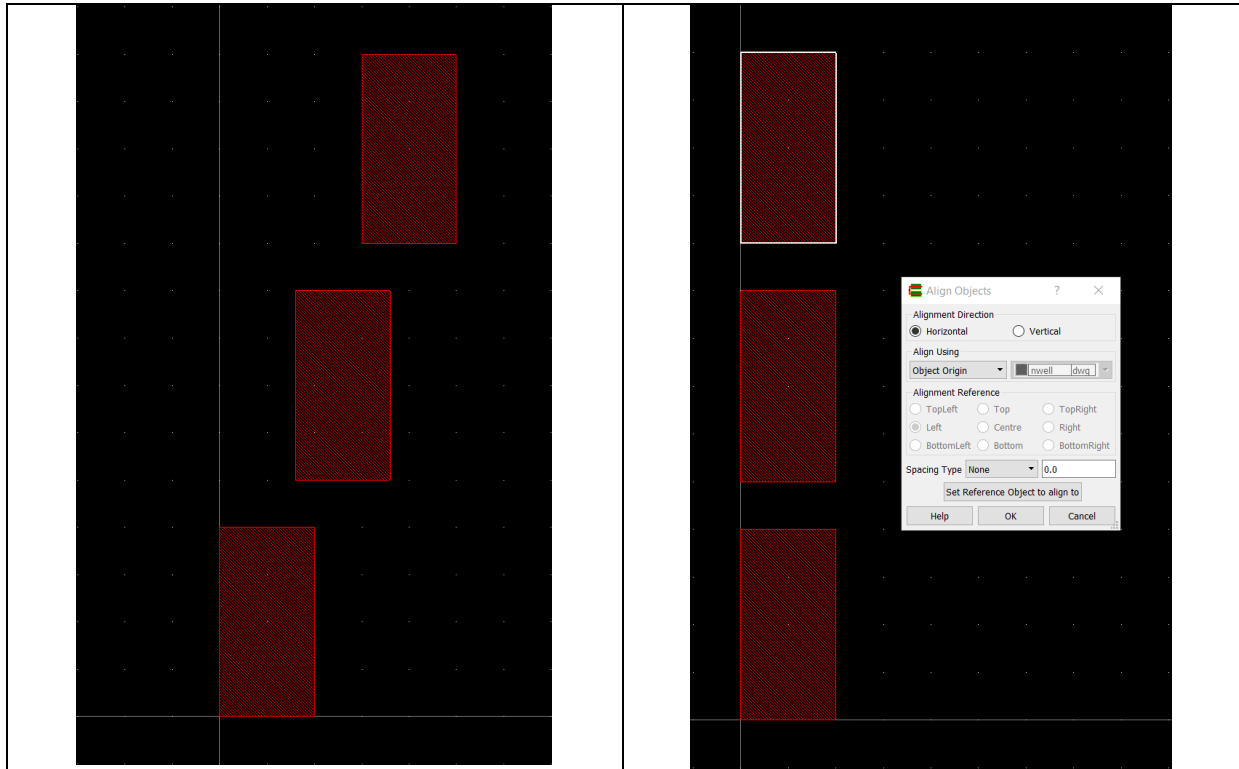 Align Objects ? ×
Alignment Direction
Horizontal Vertical
Align Using
Object Origin nwell dwg
Alignment Reference
TopLeft Top TopRight
Left Centre Right
BottomLeft Bottom BottomRight
Spacing Type None 0.0
Set Reference Object to align to
Help OK Cancel